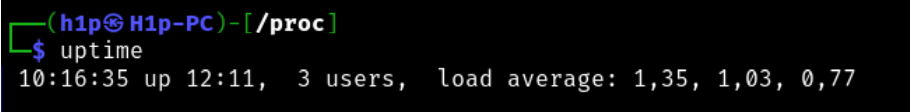 ┌──(h1p㉿H1p-PC)-[/proc]
└─$ uptime
 10:16:35 up 12:11,  3 users,  load average: 1,35, 1,03, 0,77